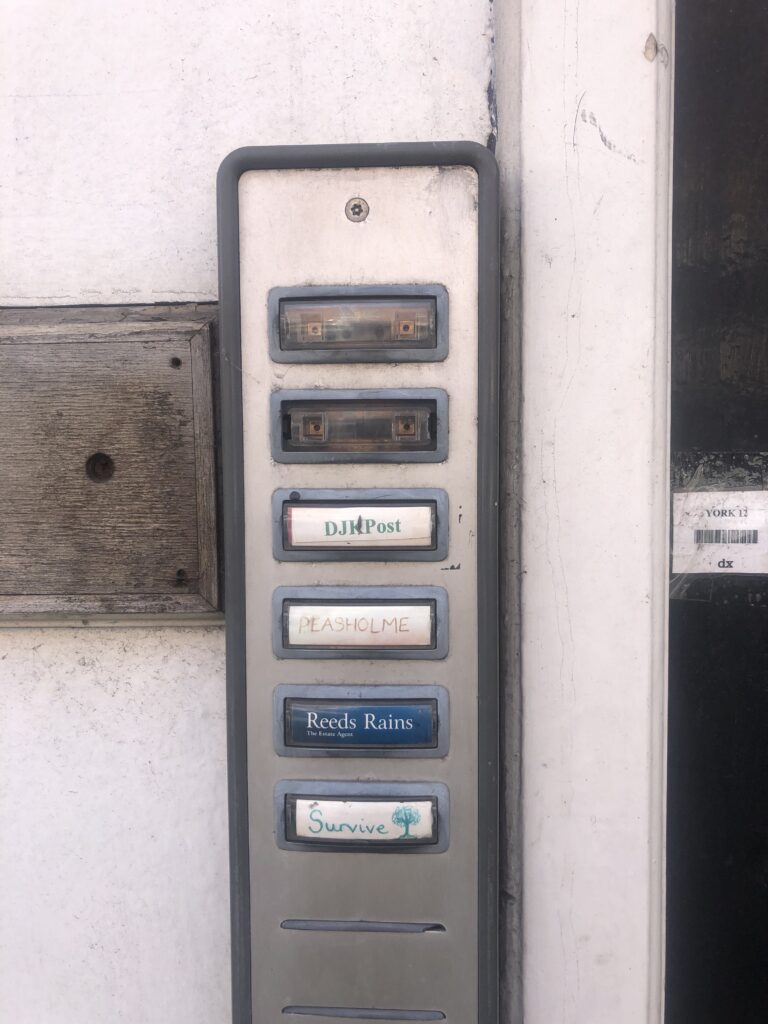 DJKPost
PEASHOLME
Reeds Rains
The Estate Agent
Survive
YORK 12
dx